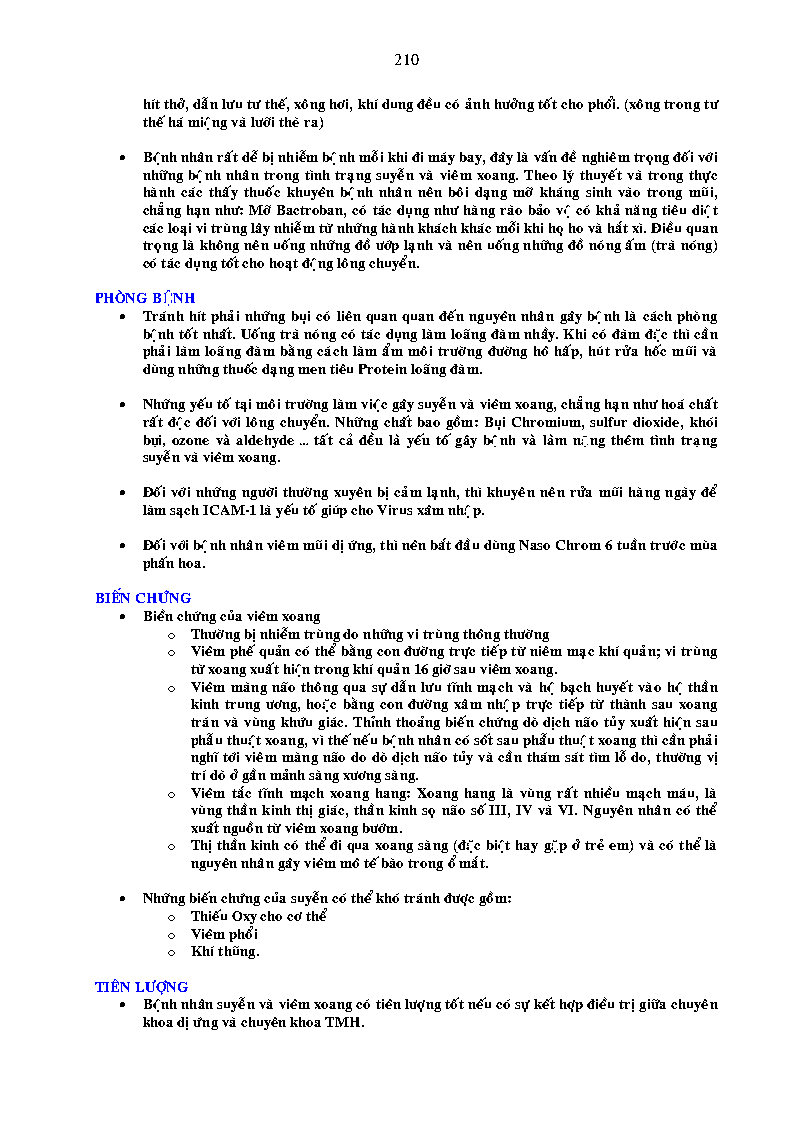 210
hít thở, dẫn lưu tư thế, xông hơi, khí dung đều có ảnh hưởng tốt cho phổi. (xông trong tư
thế há miệng và lưỡi thè ra)
• Bệnh nhân rất dễ bị nhiễm bệnh mỗi khi đi máy bay, đây là vấn đề nghiêm trọng đối với
những bệnh nhân trong tình trạng suyễn và viêm xoang. Theo lý thuyết và trong thực
hành các thấy thuốc khuyên bệnh nhân nên bôi dạng mỡ kháng sinh vào trong mũi,
chẳng hạn như: Mỡ Bactroban, có tác dụng như hàng rào bảo vệ có khả năng tiêu diệt
các loại vi trùng lây nhiễm từ những hành khách khác mỗi khi họ ho và hắt xì. Điều quan
trọng là không nên uống những đồ ướp lạnh và nên uống những đồ nóng ấm (trà nóng)
có tác dụng tốt cho hoạt động lông chuyển.
PHÒNG BỆNH
• Tránh hít phải những bụi có liên quan quan đến nguyên nhân gây bệnh là cách phòng
bệnh tốt nhất. Uống trà nóng có tác dụng làm loãng đàm nhầy. Khi có đàm đặc thì cần
phải làm loãng đàm bằng cách làm ẩm môi trường đường hô hấp, hút rửa hốc mũi và
dùng những thuốc dạng men tiêu Protein loãng đàm.
• Những yếu tố tại môi trường làm việc gây suyễn và viêm xoang, chẳng hạn như hoá chất
rất độc đối với lông chuyển. Những chất bao gồm: Bụi Chromium, sulfur dioxide, khói
bụi, ozone và aldehyde ... tất cả đều là yếu tố gây bệnh và làm nặng thêm tình trạng
suyễn và viêm xoang.
• Đối với những người thường xuyên bị cảm lạnh, thì khuyên nên rửa mũi hàng ngày để
làm sạch ICAM-1 là yếu tố giúp cho Virus xâm nhập.
• Đối với bệnh nhân viêm mũi dị ứng, thì nên bắt đầu dùng Naso Chrom 6 tuần trước mùa
phấn hoa.
BIẾN CHỨNG
• Biến chứng của viêm xoang
o Thường bị nhiễm trùng do những vi trùng thông thường
o Viêm phế quản có thể bằng con đường trực tiếp từ niêm mạc khí quản; vi trùng
từ xoang xuất hiện trong khí quản 16 giờ sau viêm xoang.
o Viêm màng não thông qua sự dẫn lưu tĩnh mạch và hệ bạch huyết vào hệ thần
kinh trung ương, hoặc bằng con đường xâm nhập trực tiếp từ thành sau xoang
trán và vùng khứu giác. Thỉnh thoảng biến chứng dò dịch não tủy xuất hiện sau
phẫu thuật xoang, vì thế nếu bệnh nhân có sốt sau phẫu thuật xoang thì cần phải
nghĩ tới viêm màng não do dò dịch não tủy và cần thám sát tìm lỗ do, thường vị
trí dò ở gần mảnh sàng xương sàng.
o Viêm tắc tĩnh mạch xoang hang: Xoang hang là vùng rất nhiều mạch máu, là
vùng thần kinh thị giác, thần kinh sọ não số III, IV và VI. Nguyên nhân có thể
xuất nguồn từ viêm xoang bướm.
o Thị thần kinh có thể đi qua xoang sàng (đặc biệt hay gặp ở trẻ em) và có thể là
nguyên nhân gây viêm mô tế bào trong ổ mắt.
• Những biến chứng của suyễn có thể khó tránh được gồm:
o Thiếu Oxy cho cơ thể
o Viêm phổi
o Khí thũng.
TIÊN LƯỢNG
• Bệnh nhân suyễn và viêm xoang có tiên lượng tốt nếu có sự kết hợp điều trị giữa chuyên
khoa dị ứng và chuyên khoa TMH.